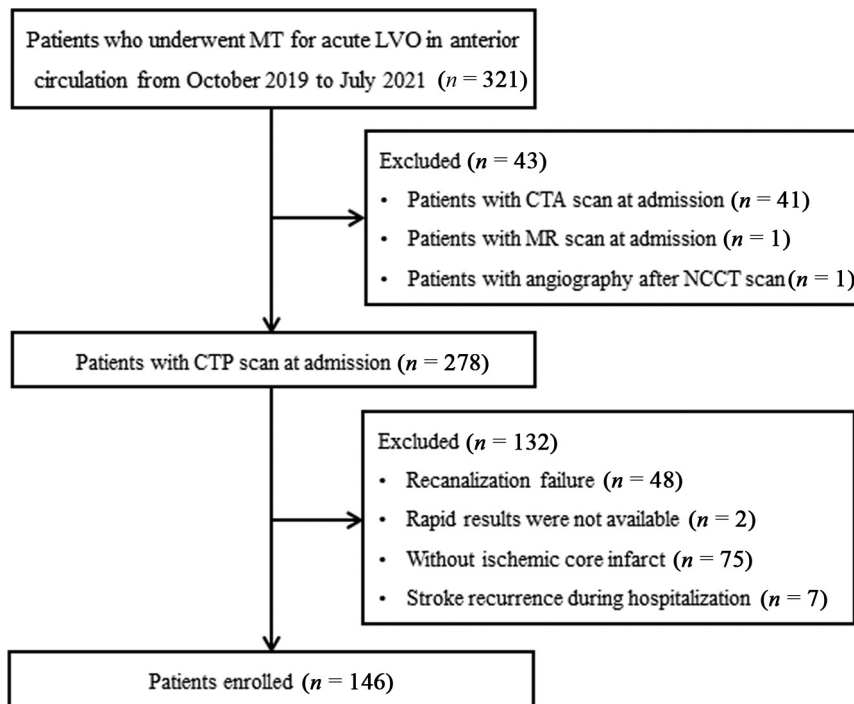 Patients who underwent MT for acute LVO in anterior
circulation from October 2019 to July 2021 (n = 321)
Excluded (n = 43)
• Patients with CTA scan at admission (n = 41)
• Patients with MR scan at admission (n = 1)
• Patients with angiography after NCCT scan (n = 1)
Patients with CTP scan at admission (n = 278)
Excluded (n = 132)
• Recanalization failure (n = 48)
• Rapid results were not available (n = 2)
• Without ischemic core infarct (n = 75)
• Stroke recurrence during hospitalization (n = 7)
Patients enrolled (n = 146)